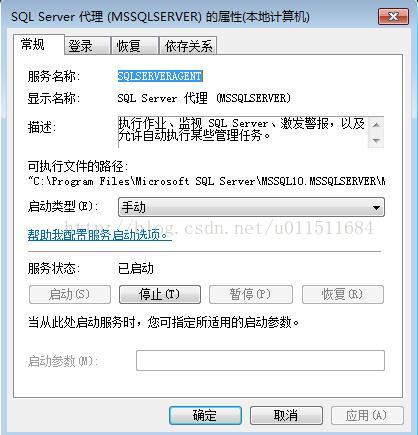 SQL Server 代理 (MSSQLSERVER) 的属性(本地计算机)
常规 登录 恢复 依存关系
服务名称: SQLSERVERAGENT
显示名称: SQL Server 代理 (MSSQLSERVER)
描述: 执行作业、监视 SQL Server、激发警报，以及
允许自动执行某些管理任务。
可执行文件的路径:
"C:\Program Files\Microsoft SQL Server\MSSQL10.MSSQLSERVER\M
启动类型(E): 手动
http://blog.csdn.net/u011511684
帮助我配置服务启动选项。
服务状态: 已启动
启动(S) 停止(T) 暂停(P) 恢复(R)
当从此处启动服务时，您可指定所适用的启动参数。
启动参数(M):
确定 取消 应用(A)